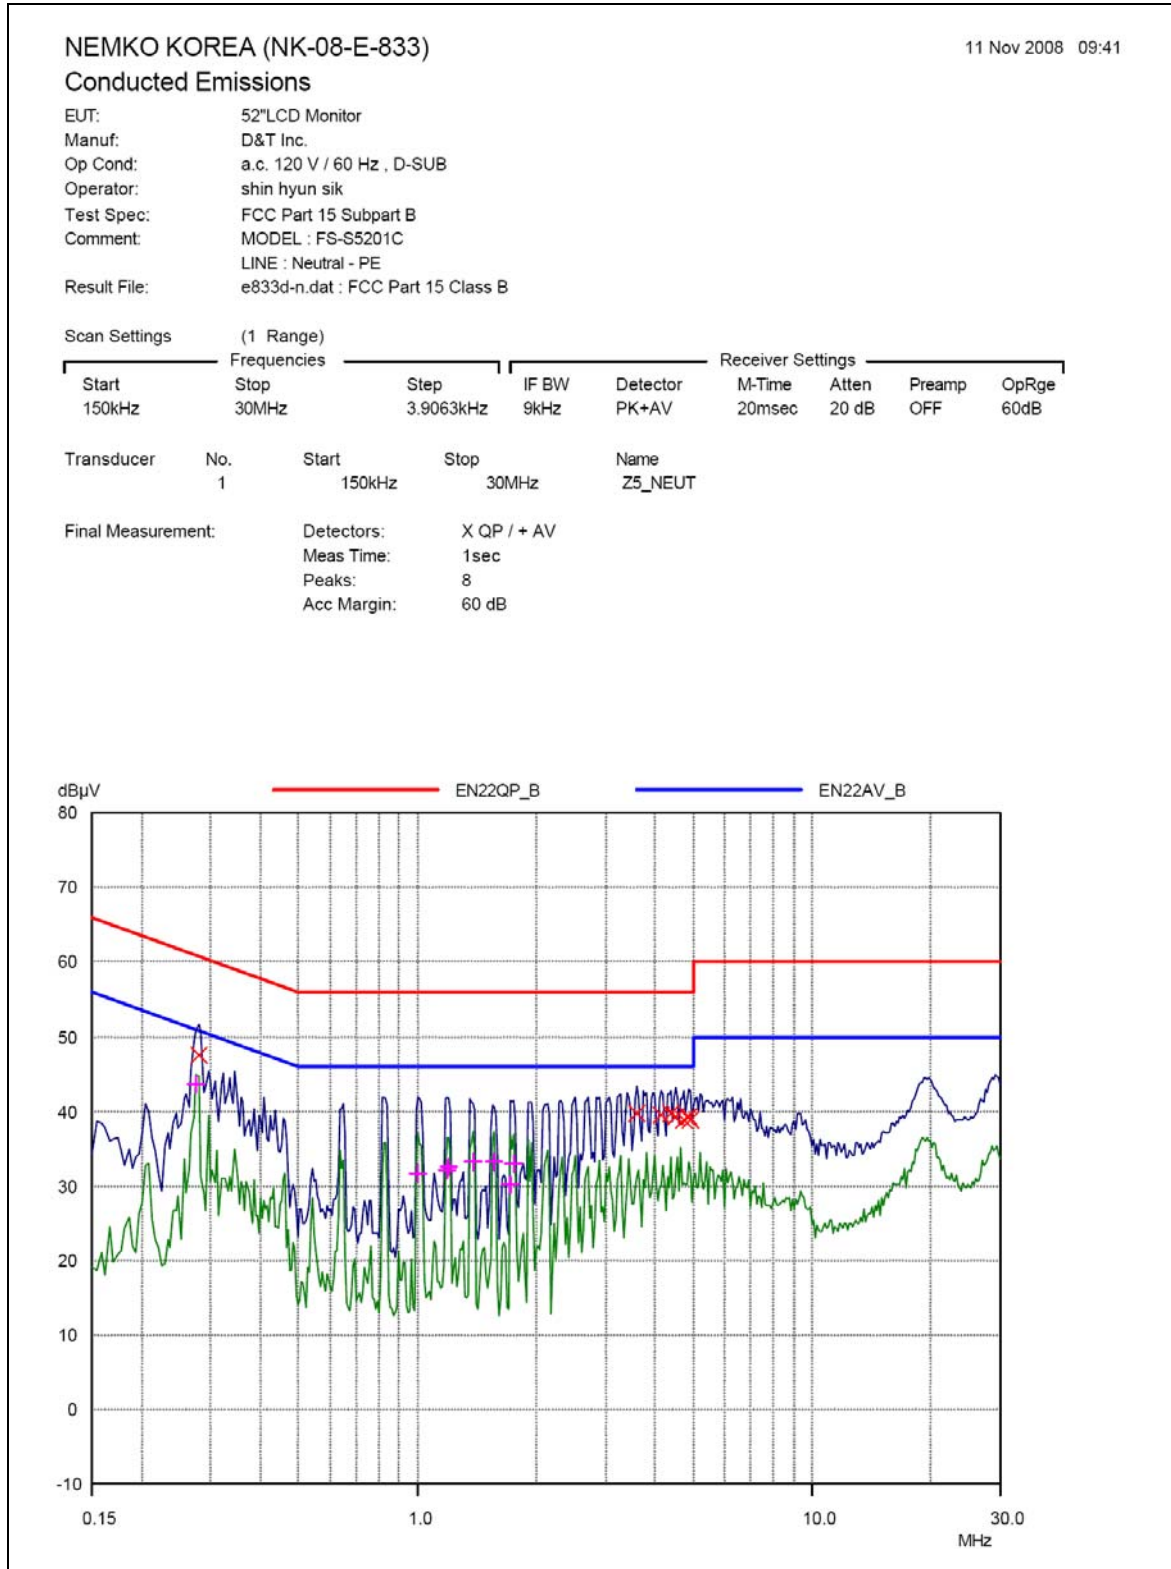 NEMKO KOREA (NK-08-E-833)
11 Nov 2008 09:41
Conducted Emissions
EUT: 52"LCD Monitor
Manuf: D&T Inc.
Op Cond: a.c. 120 V / 60 Hz , D-SUB
Operator: shin hyun sik
Test Spec: FCC Part 15 Subpart B
Comment: MODEL : FS-S5201C
LINE : Neutral - PE
Result File: e833d-n.dat : FCC Part 15 Class B
Scan Settings (1 Range)
Frequencies Receiver Settings
Start Stop Step IF BW Detector M-Time Atten Preamp OpRge
150kHz 30MHz 3.9063kHz 9kHz PK+AV 20msec 20 dB OFF 60dB
Transducer No. Start Stop Name
1 150kHz 30MHz Z5_NEUT
Final Measurement: Detectors: X QP / + AV
Meas Time: 1sec
Peaks: 8
Acc Margin: 60 dB
dBµV EN22QP_B EN22AV_B
80
70
60
50
40
30
20
10
0
-10
0.15 1.0 10.0 30.0
MHz